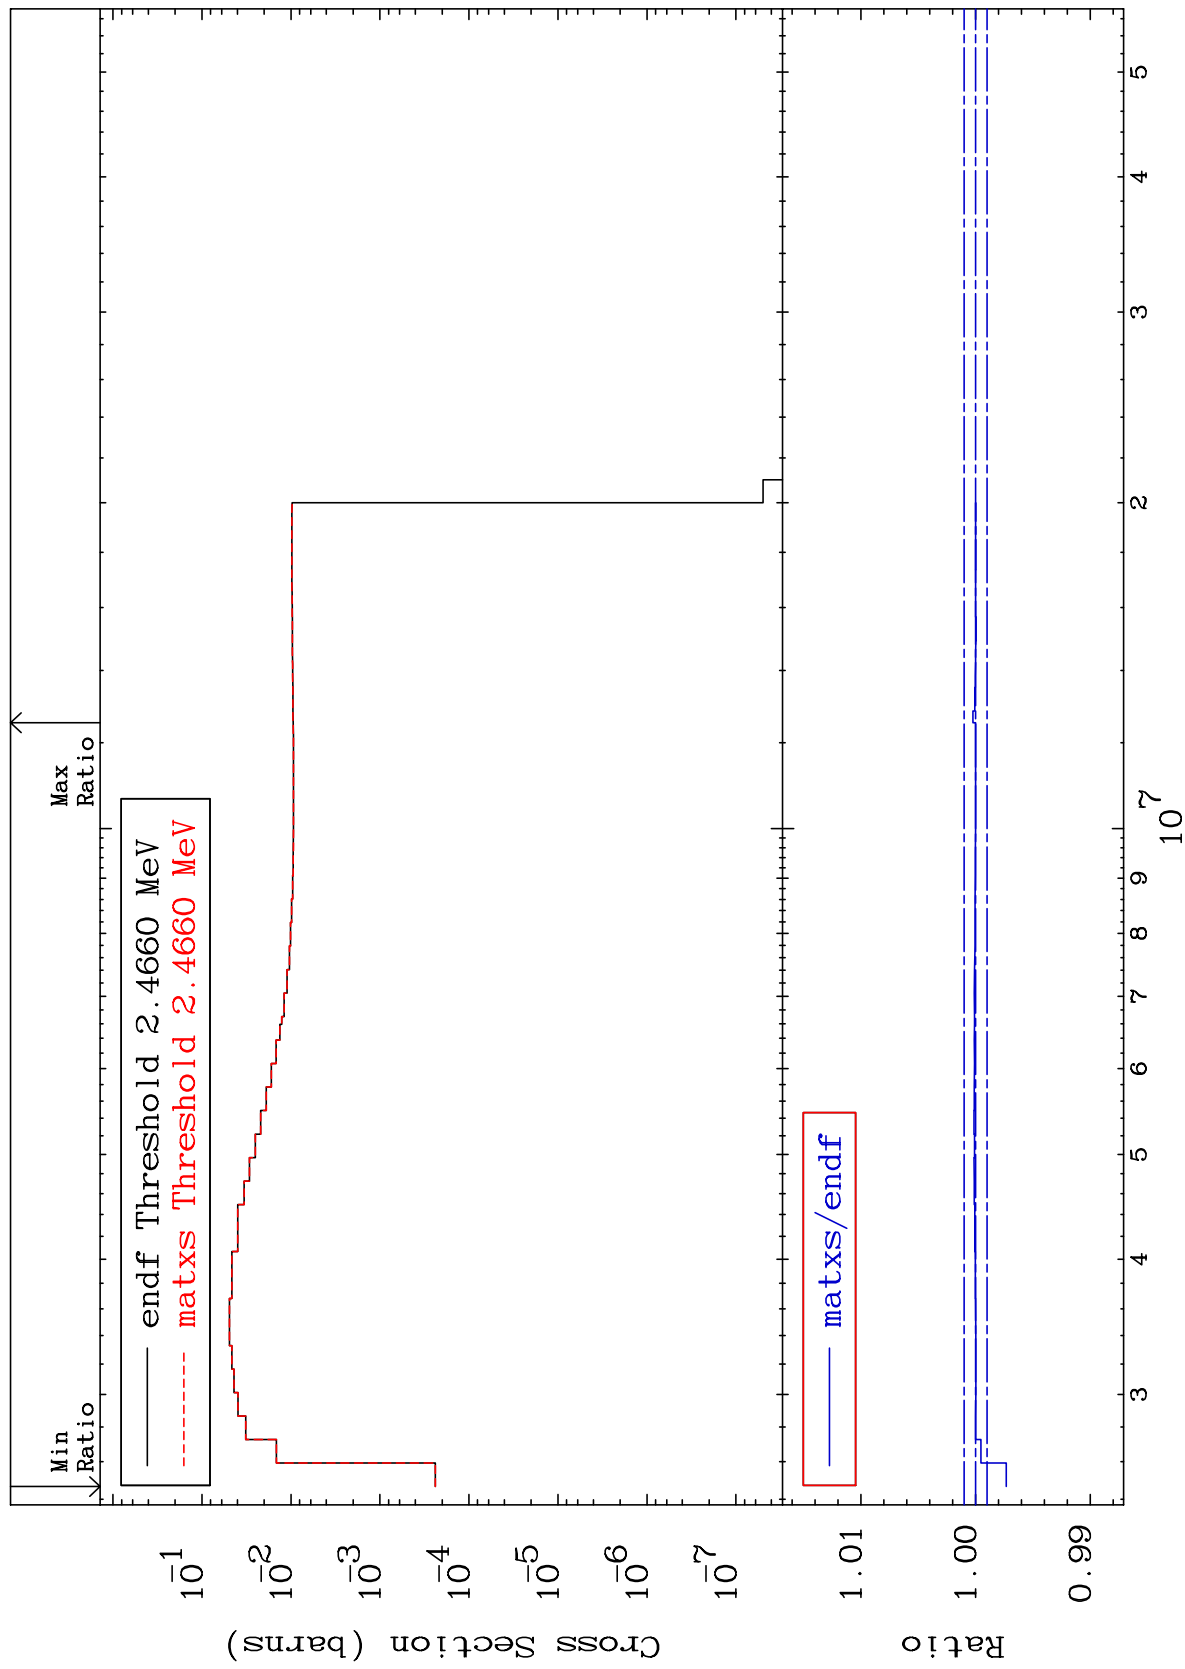 Min
Ratio
Max
Ratio
endf Threshold 2.4660 MeV
matxs Threshold 2.4660 MeV
Cross Section (barns)
10-1
10-2
10-3
10-4
10-5
10-6
10-7
matxs/endf
Ratio
1.01
1.00
0.99
3 4 5 6 7 8 9 10 7 2 3 4 5